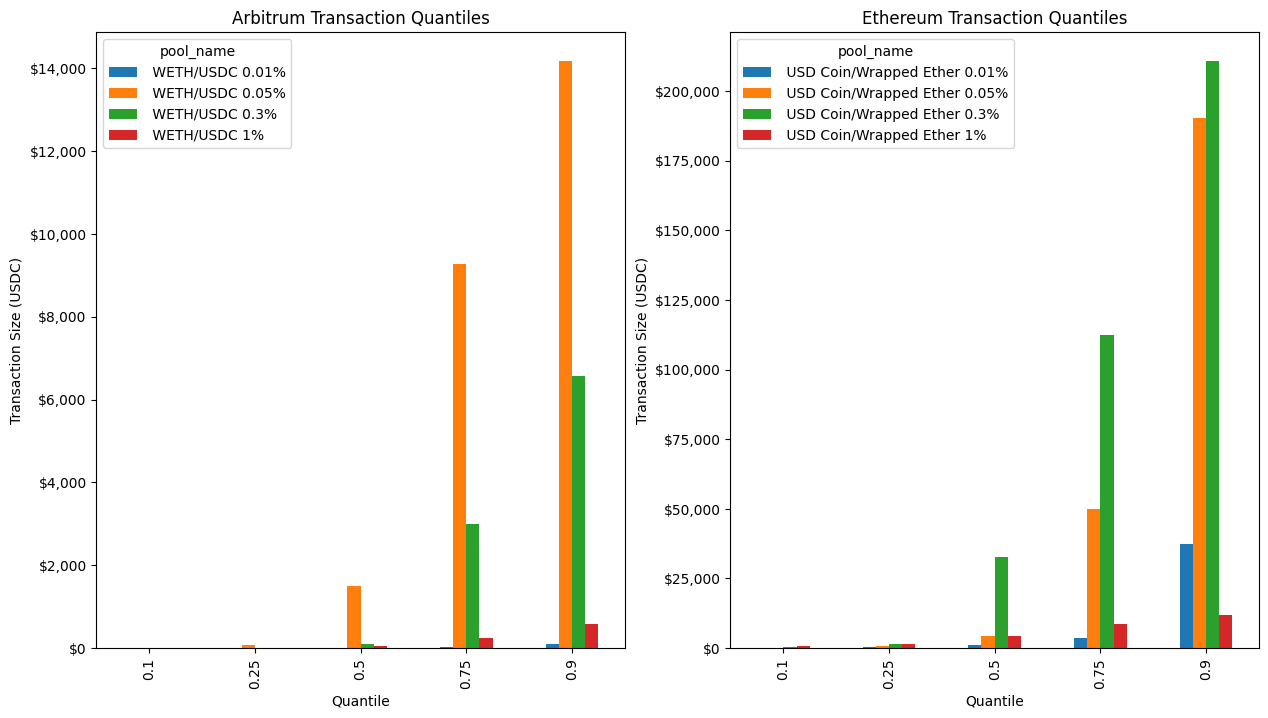 Arbitrum Transaction Quantiles
pool_name
WETH/USDC 0.01%
WETH/USDC 0.05%
WETH/USDC 0.3%
WETH/USDC 1%
$14,000
$12,000
$10,000
$8,000
$6,000
$4,000
$2,000
$0
Transaction Size (USDC)
0.1
0.25
0.5
0.75
0.9
Quantile
Ethereum Transaction Quantiles
pool_name
USD Coin/Wrapped Ether 0.01%
USD Coin/Wrapped Ether 0.05%
USD Coin/Wrapped Ether 0.3%
USD Coin/Wrapped Ether 1%
$200,000
$175,000
$150,000
$125,000
$100,000
$75,000
$50,000
$25,000
$0
Transaction Size (USDC)
0.1
0.25
0.5
0.75
0.9
Quantile